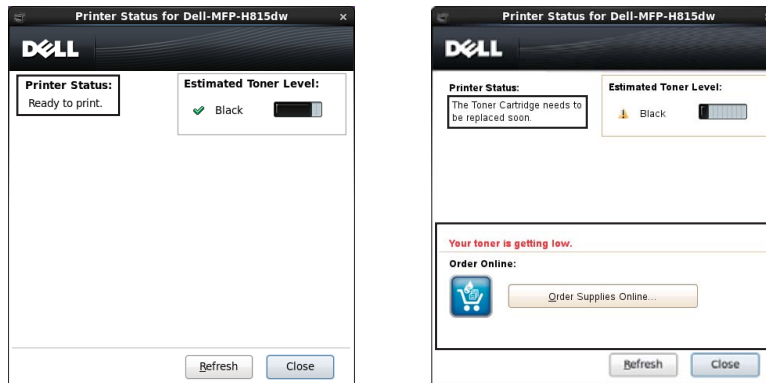 Printer Status for Dell-MFP-H815dw
DELL
Printer Status:
Ready to print.
Estimated Toner Level:
Black
Refresh
Close
Printer Status for Dell-MFP-H815dw
DELL
Printer Status:
The Toner Cartridge needs to
be replaced soon.
Estimated Toner Level:
Black
Your toner is getting low.
Order Online:
Order Supplies Online...
Refresh
Close